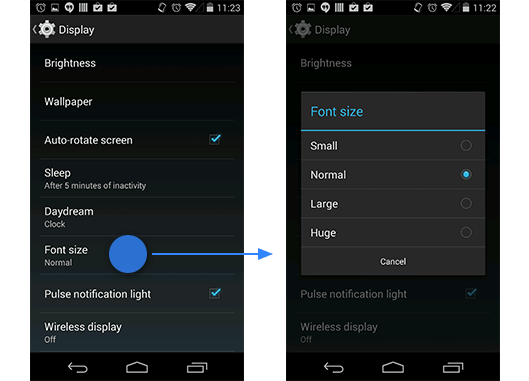 11:23
Display
Brightness
Wallpaper
Auto-rotate screen
Sleep
After 5 minutes of inactivity
Daydream
Clock
Font size
Normal
Pulse notification light
Wireless display
Off
11:22
Display
Brightness
Font size
Small
Normal
Large
Huge
Cancel
Pulse notification light
Wireless display
Off